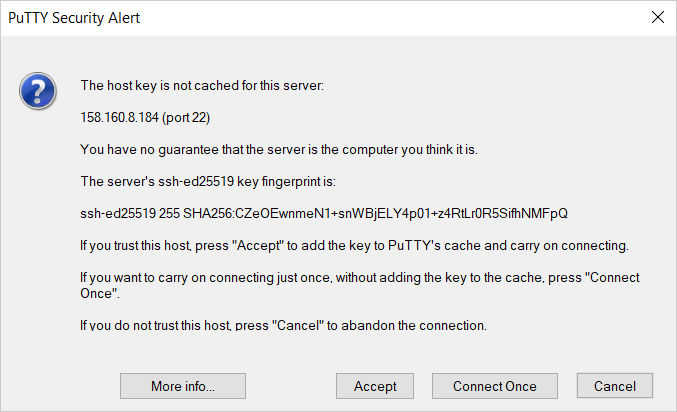 PuTTY Security Alert
The host key is not cached for this server:
158.160.8.184 (port 22)
You have no guarantee that the server is the computer you think it is.
The server's ssh-ed25519 key fingerprint is:
ssh-ed25519 255 SHA256:CZeOEwnmeN1+snWBjELY4p01+z4RtLr0R5SifhNMFpQ
If you trust this host, press "Accept" to add the key to PuTTY's cache and carry on connecting.
If you want to carry on connecting just once, without adding the key to the cache, press "Connect
Once".
If you do not trust this host, press "Cancel" to abandon the connection.
More info...
Accept
Connect Once
Cancel